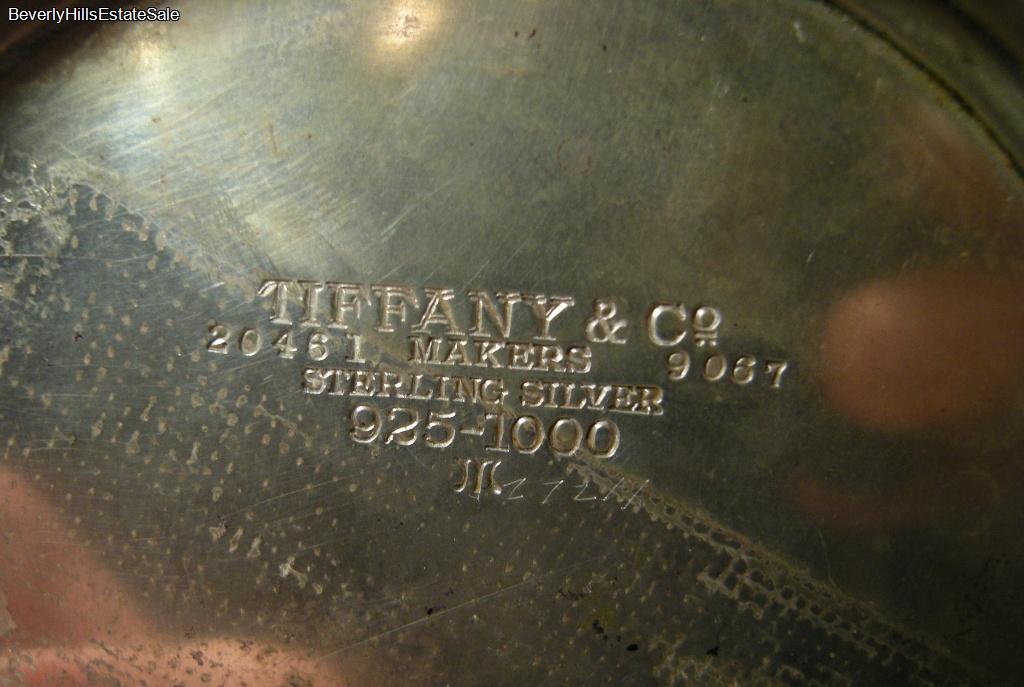 BeverlyHillsEstateSale
TIFFANY & Co
20461 MAKERS 9067
STERLING SILVER
925-1000